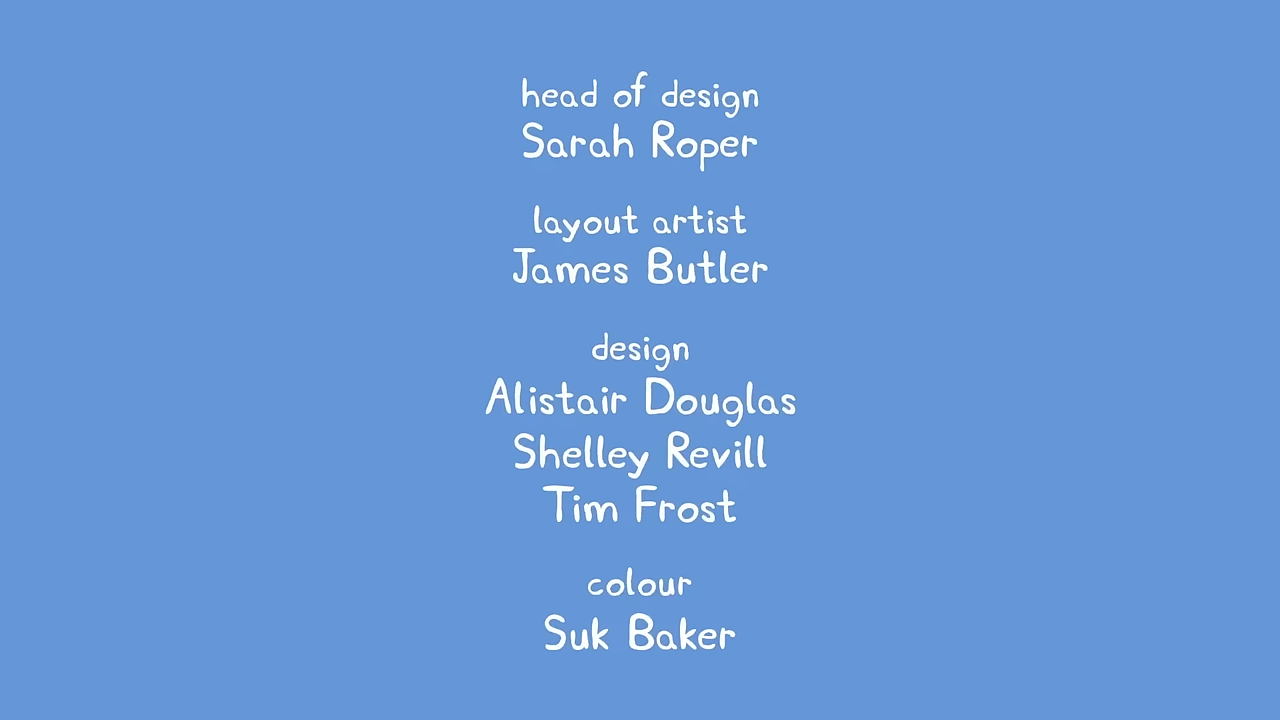 head of design
Sarah Roper
layout artist
James Butler
design
Alistair Douglas
Shelley Revill
Tim Frost
colour
Suk Baker